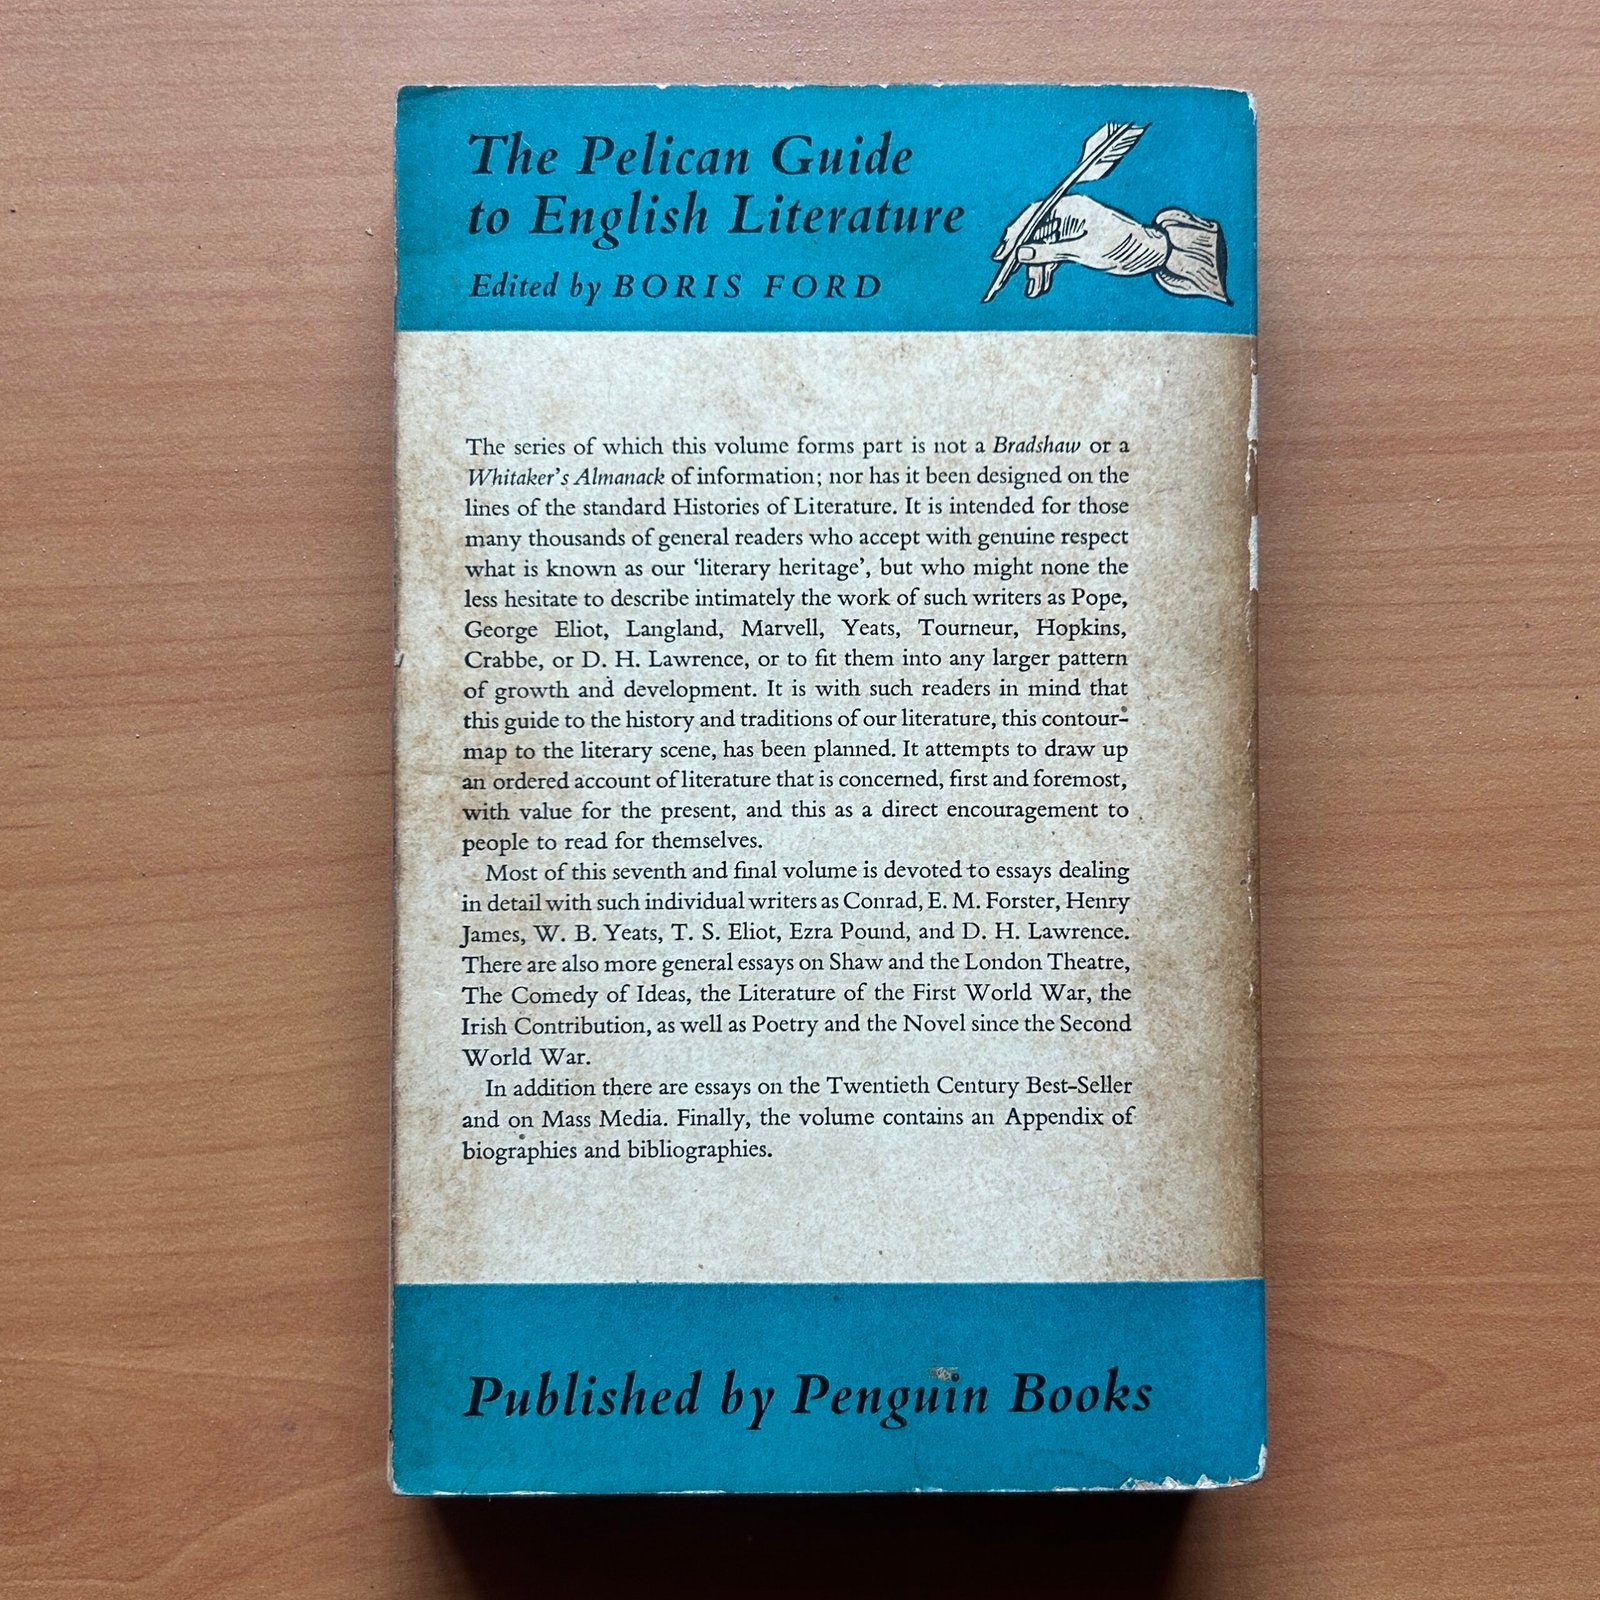 The Pelican Guide
to English Literature
Edited by BORIS FORD
The series of which this volume forms part is not a Bradshaw or a
Whitaker's Almanack of information; nor has it been designed on the
lines of the standard Histories of Literature. It is intended for those
many thousands of general readers who accept with genuine respect
what is known as our ‘literary heritage’, but who might none the
less hesitate to describe intimately the work of such writers as Pope,
George Eliot, Langland, Marvell, Yeats, Tourneur, Hopkins,
Crabbe, or D. H. Lawrence, or to fit them into any larger pattern
of growth and development. It is with such readers in mind that
this guide to the history and traditions of our literature, this contour-
map to the literary scene, has been planned. It attempts to draw up
an ordered account of literature that is concerned, first and foremost,
with value for the present, and this as a direct encouragement to
people to read for themselves.
Most of this seventh and final volume is devoted to essays dealing
in detail with such individual writers as Conrad, E. M. Forster, Henry
James, W. B. Yeats, T. S. Eliot, Ezra Pound, and D. H. Lawrence.
There are also more general essays on Shaw and the London Theatre,
The Comedy of Ideas, the Literature of the First World War, the
Irish Contribution, as well as Poetry and the Novel since the Second
World War.
In addition there are essays on the Twentieth Century Best-Seller
and on Mass Media. Finally, the volume contains an Appendix of
biographies and bibliographies.
Published by Penguin Books